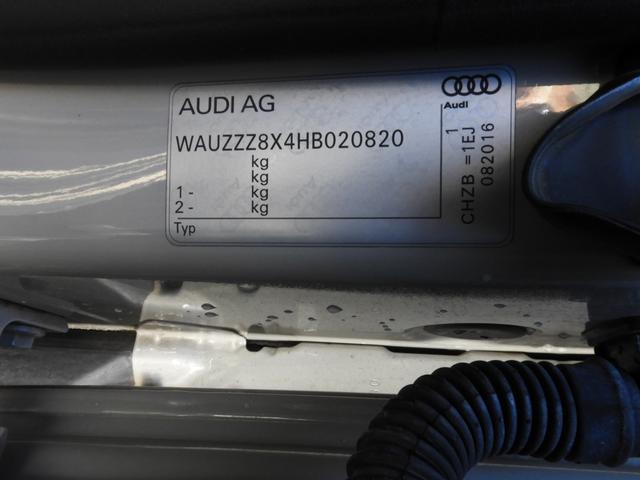 AUDI AG
Audi
WAUZZZ8X4HB020820
kg
kg
1 - kg
2 - kg
Typ
1
CHZB =1EJ
082016